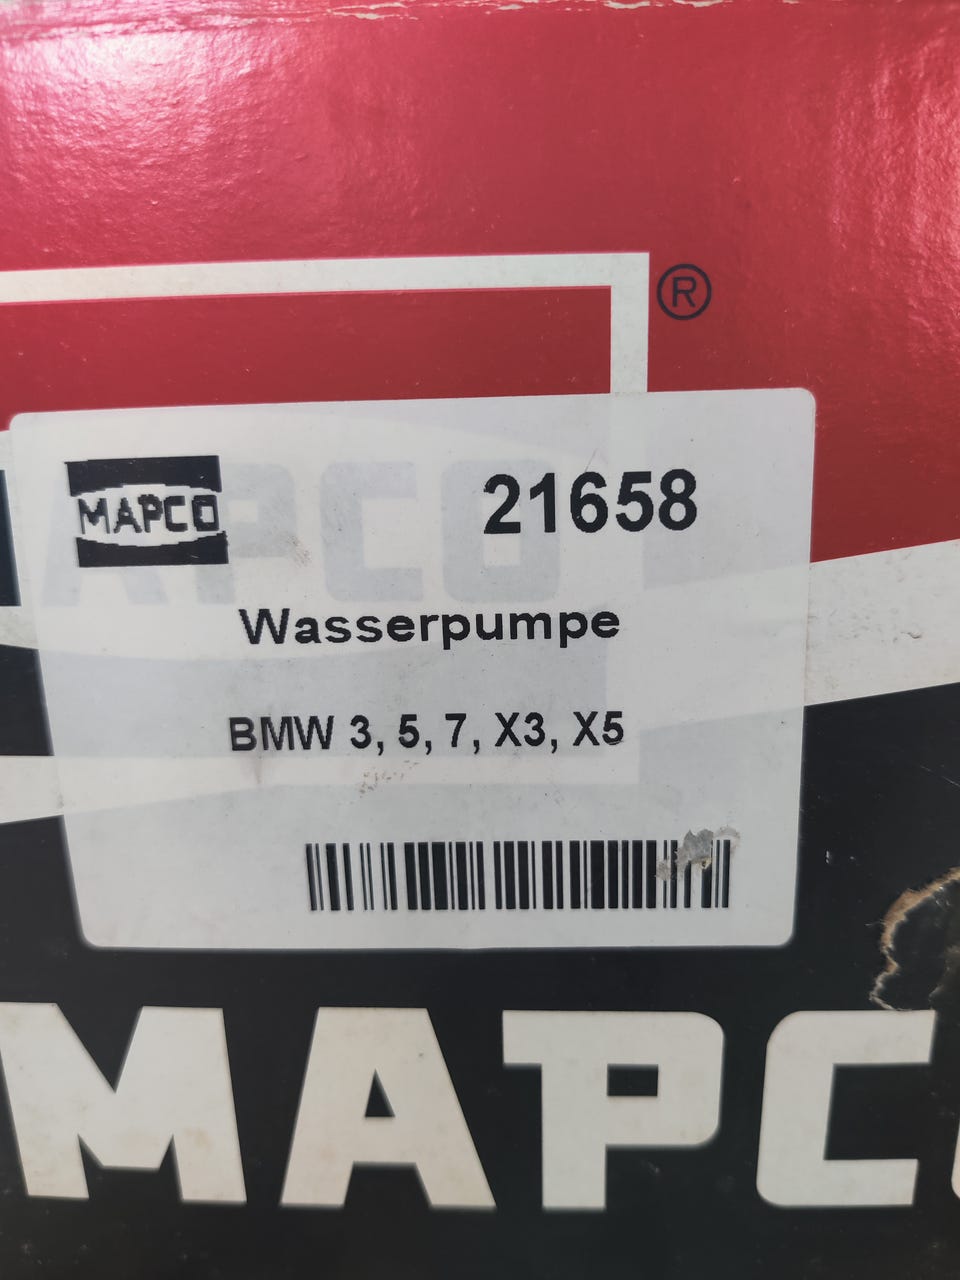 ®
MAPCO
21658
Wasserpumpe
BMW 3, 5, 7, X3, X5
MAPC